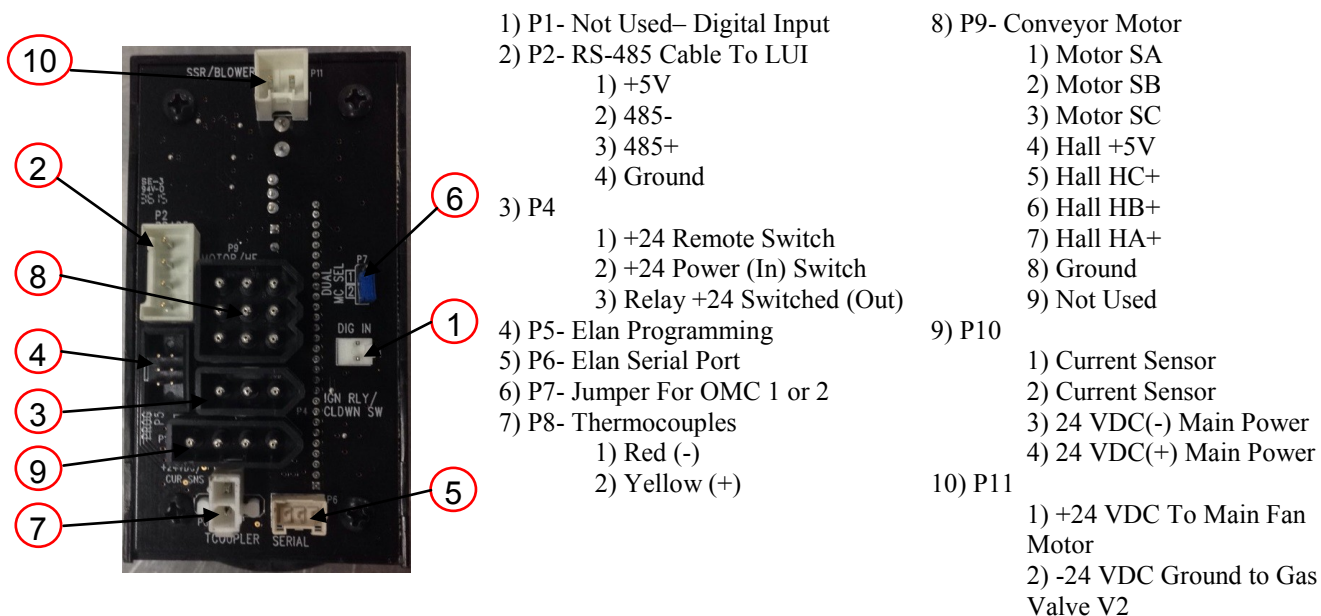 1) P1- Not Used– Digital Input
2) P2- RS-485 Cable To LUI
1) +5V
2) 485-
3) 485+
4) Ground
3) P4
1) +24 Remote Switch
2) +24 Power (In) Switch
3) Relay +24 Switched (Out)
4) P5- Elan Programming
5) P6- Elan Serial Port
6) P7- Jumper For OMC 1 or 2
7) P8- Thermocouples
1) Red (-)
2) Yellow (+)
8) P9- Conveyor Motor
1) Motor SA
2) Motor SB
3) Motor SC
4) Hall +5V
5) Hall HC+
6) Hall HB+
7) Hall HA+
8) Ground
9) Not Used
9) P10
1) Current Sensor
2) Current Sensor
3) 24 VDC(-) Main Power
4) 24 VDC(+) Main Power
10) P11
1) +24 VDC To Main Fan
Motor
2) -24 VDC Ground to Gas
Valve V2
10
2
8
4
3
9
7
6
1
5
SSR/BLOWER
P11
P2
P9
MOTOR/HE
DUAL
MC SEL
1
2
P7
DIG IN
IGN RLY/
CLDWN SW
P4
P5
+24VDC/
CUR SNS
P6
TCOUPLER
SERIAL